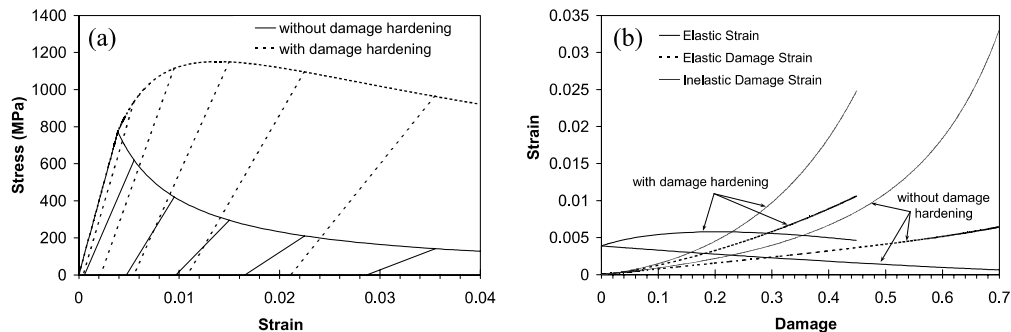 (a)
without damage hardening
with damage hardening
1400
1200
1000
800
600
400
200
0
Stress (MPa)
0
0.01
0.02
0.03
0.04
Strain
(b)
Elastic Strain
Elastic Damage Strain
Inelastic Damage Strain
0.035
0.03
0.025
0.02
0.015
0.01
0.005
0
Strain
with damage hardening
without damage
hardening
0
0.1
0.2
0.3
0.4
0.5
0.6
0.7
Damage